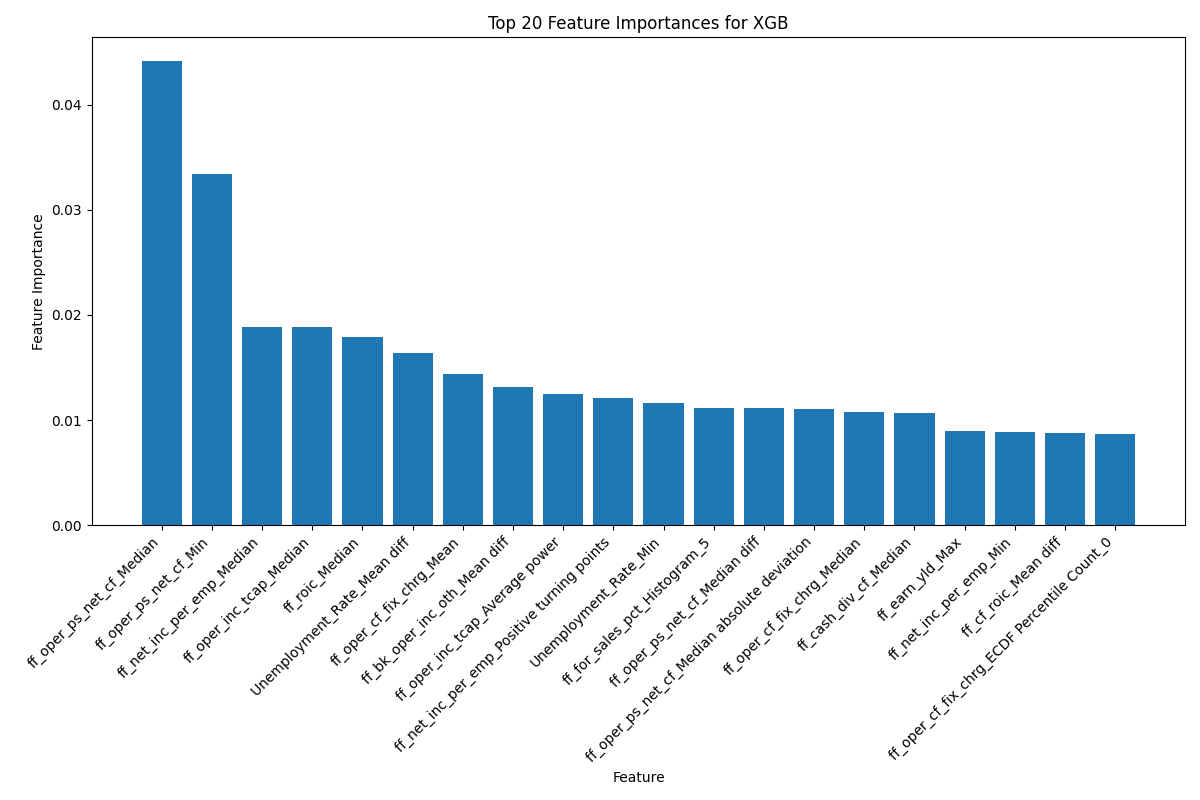 Top 20 Feature Importances for XGB
Feature Importance
0.04
0.03
0.02
0.01
0.00
ff_oper_ps_net_cf_Median
ff_oper_ps_net_cf_Min
ff_net_inc_per_emp_Median
ff_oper_inc_tcap_Median
ff_roic_Median
Unemployment_Rate_Mean diff
ff_oper_cf_fix_chrg_Mean
ff_bk_oper_inc_oth_Mean diff
ff_oper_inc_tcap_Average power
ff_net_inc_per_emp_Positive turning points
Unemployment_Rate_Min
ff_for_sales_pct_Histogram_5
ff_oper_ps_net_cf_Median diff
ff_oper_ps_net_cf_Median absolute deviation
ff_oper_cf_fix_chrg_Median
ff_cash_div_cf_Median
ff_earn_yld_Max
ff_net_inc_per_emp_Min
ff_cf_roic_Mean diff
ff_oper_cf_fix_chrg_ECDF Percentile Count_0
Feature